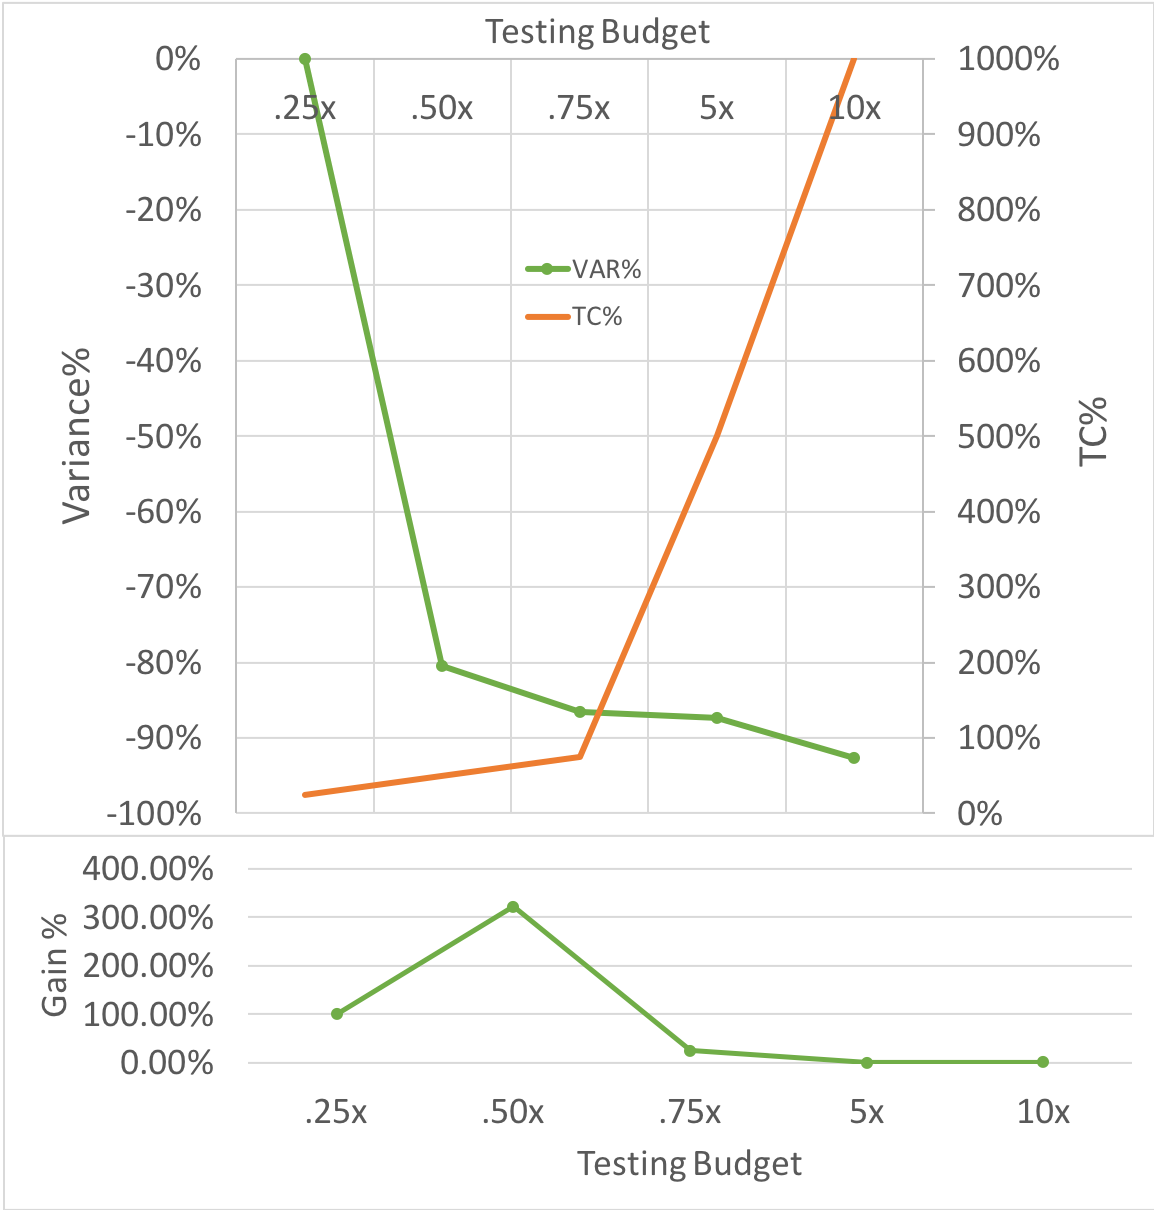 Testing Budget
0% 1000%
.25x .50x .75x 5x 10x
-10% 900%
-20% 800%
VAR%
-30% 700%
TC%
-40% 600%
Variance%
TC%
-50% 500%
-60% 400%
-70% 300%
-80% 200%
-90% 100%
-100% 0%
400.00%
300.00%
Gain %
200.00%
100.00%
0.00%
.25x .50x .75x 5x 10x
Testing Budget